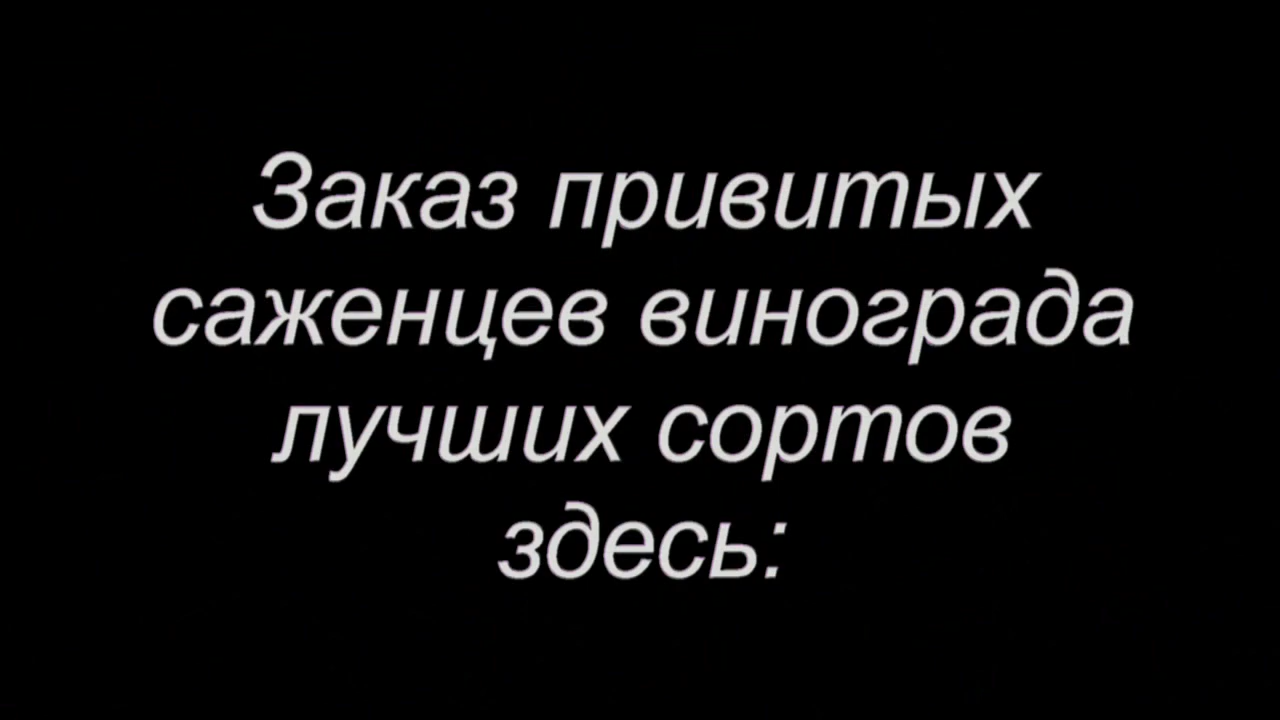 Заказ привитых
саженцев винограда
лучших сортов
здесь: